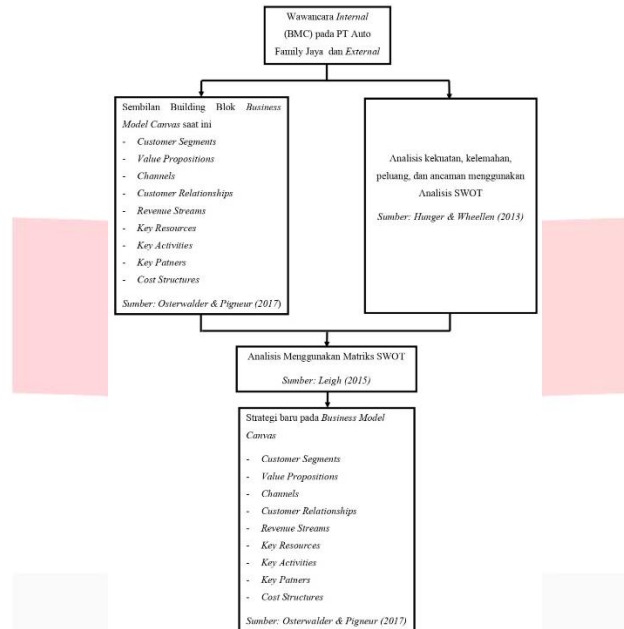 Wawancara Internal
(BMC) pada PT Auto
Family Jaya dan External
Sembilan Building Blok Business
Model Canvas saat ini
- Customer Segments
- Value Propositions
- Channels
- Customer Relationships
- Revenue Streams
- Key Resources
- Key Activities
- Key Patners
- Cost Structures
Sumber: Osterwalder & Pigneur (2017)
Analisis kekuatan, kelemahan,
peluang, dan ancaman menggunakan
Analisis SWOT
Sumber: Hunger & Wheellen (2013)
Analisis Menggunakan Matriks SWOT
Sumber: Leigh (2015)
Strategi baru pada Business Model
Canvas
- Customer Segments
- Value Propositions
- Channels
- Customer Relationships
- Revenue Streams
- Key Resources
- Key Activities
- Key Patners
- Cost Structures
Sumber: Osterwalder & Pigneur (2017)